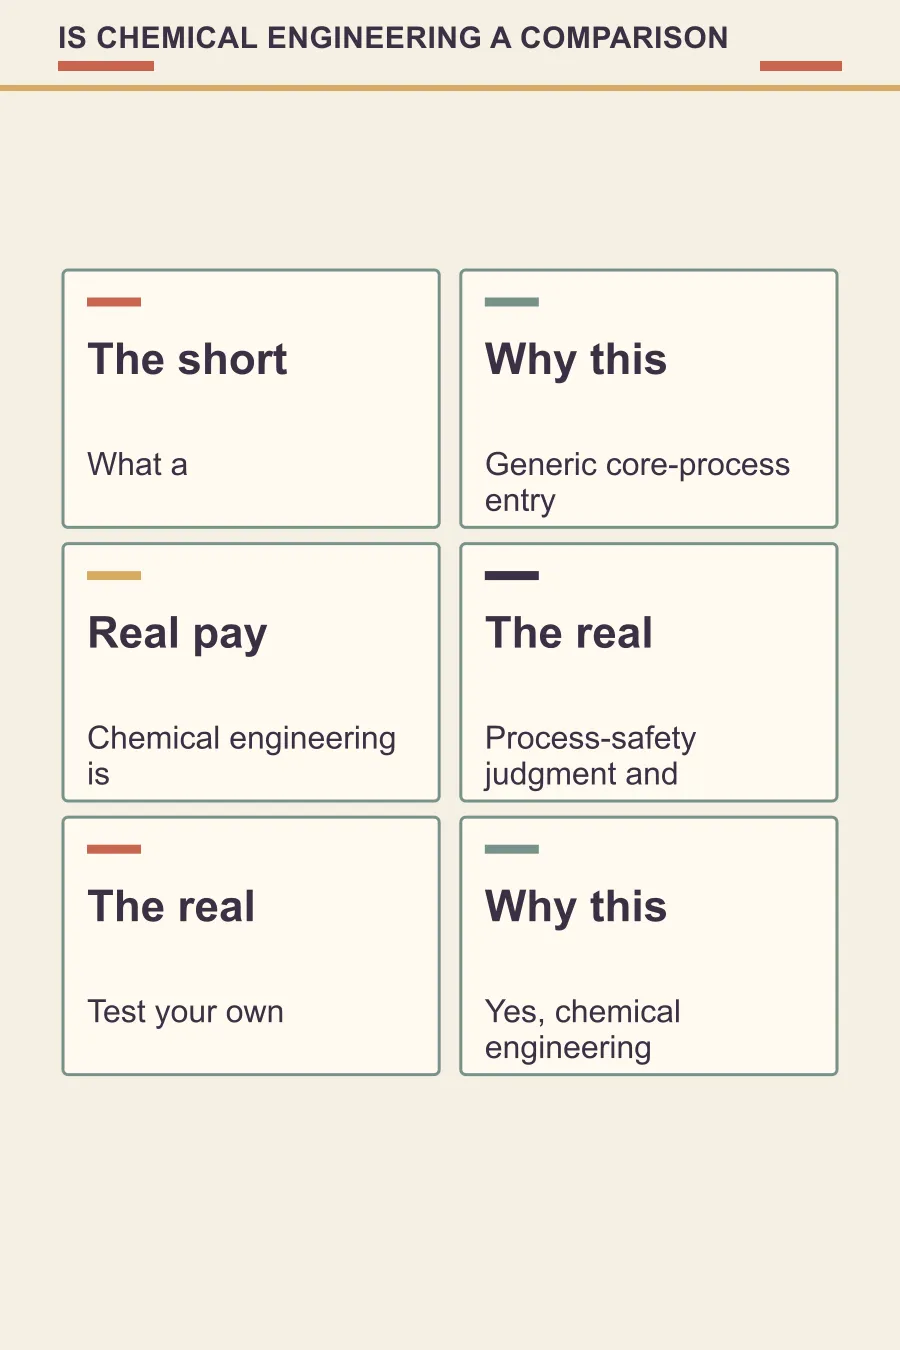 IS CHEMICAL ENGINEERING A COMPARISON
The short
What a
Why this
Generic core-process
entry
Real pay
Chemical engineering
is
The real
Process-safety
judgment and
The real
Test your own
Why this
Yes, chemical
engineering